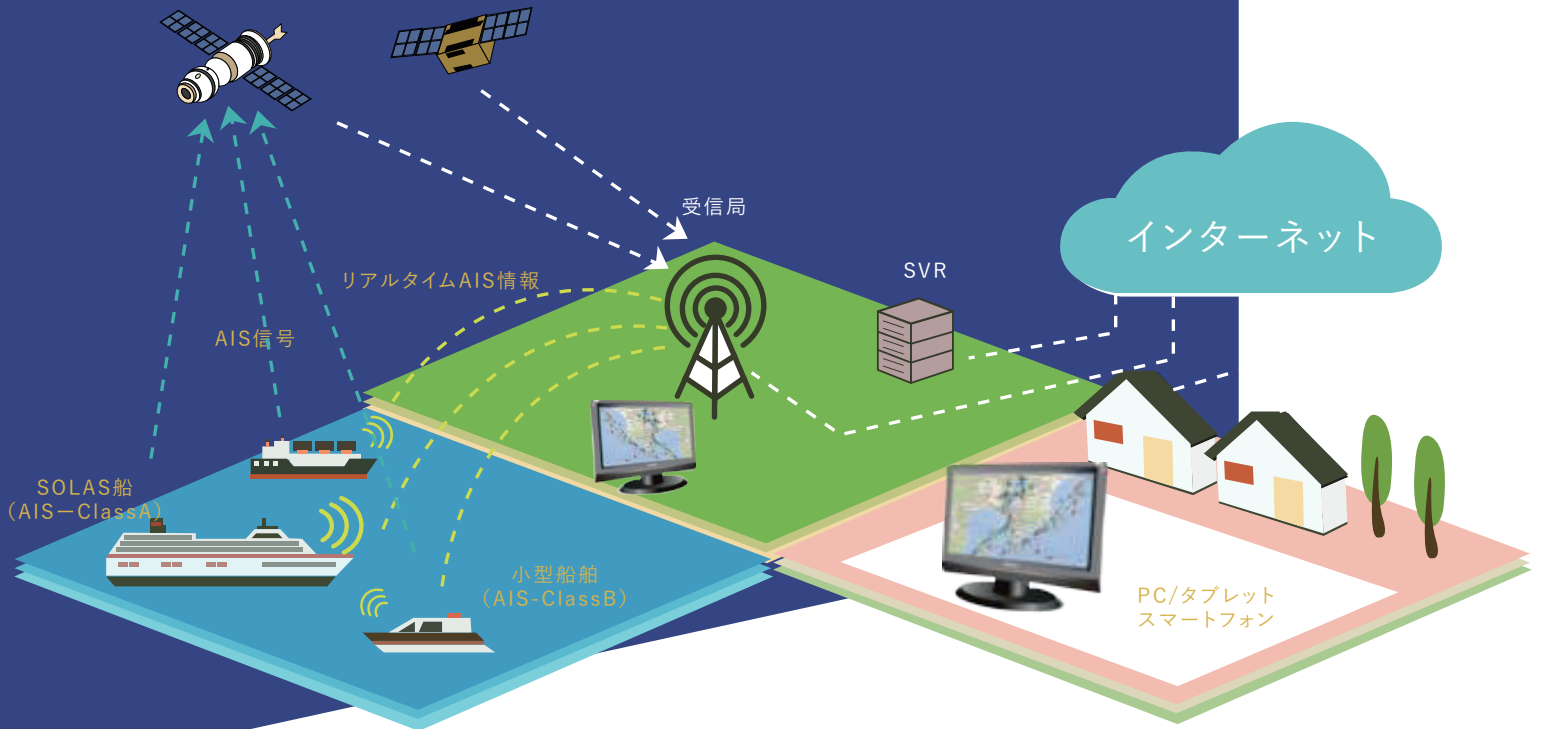 受信局
インターネット
SVR
リアルタイムAIS情報
AIS信号
SOLAS船
（AISーClassA）
小型船舶
（AIS-ClassB）
PC/タブレット
スマートフォン